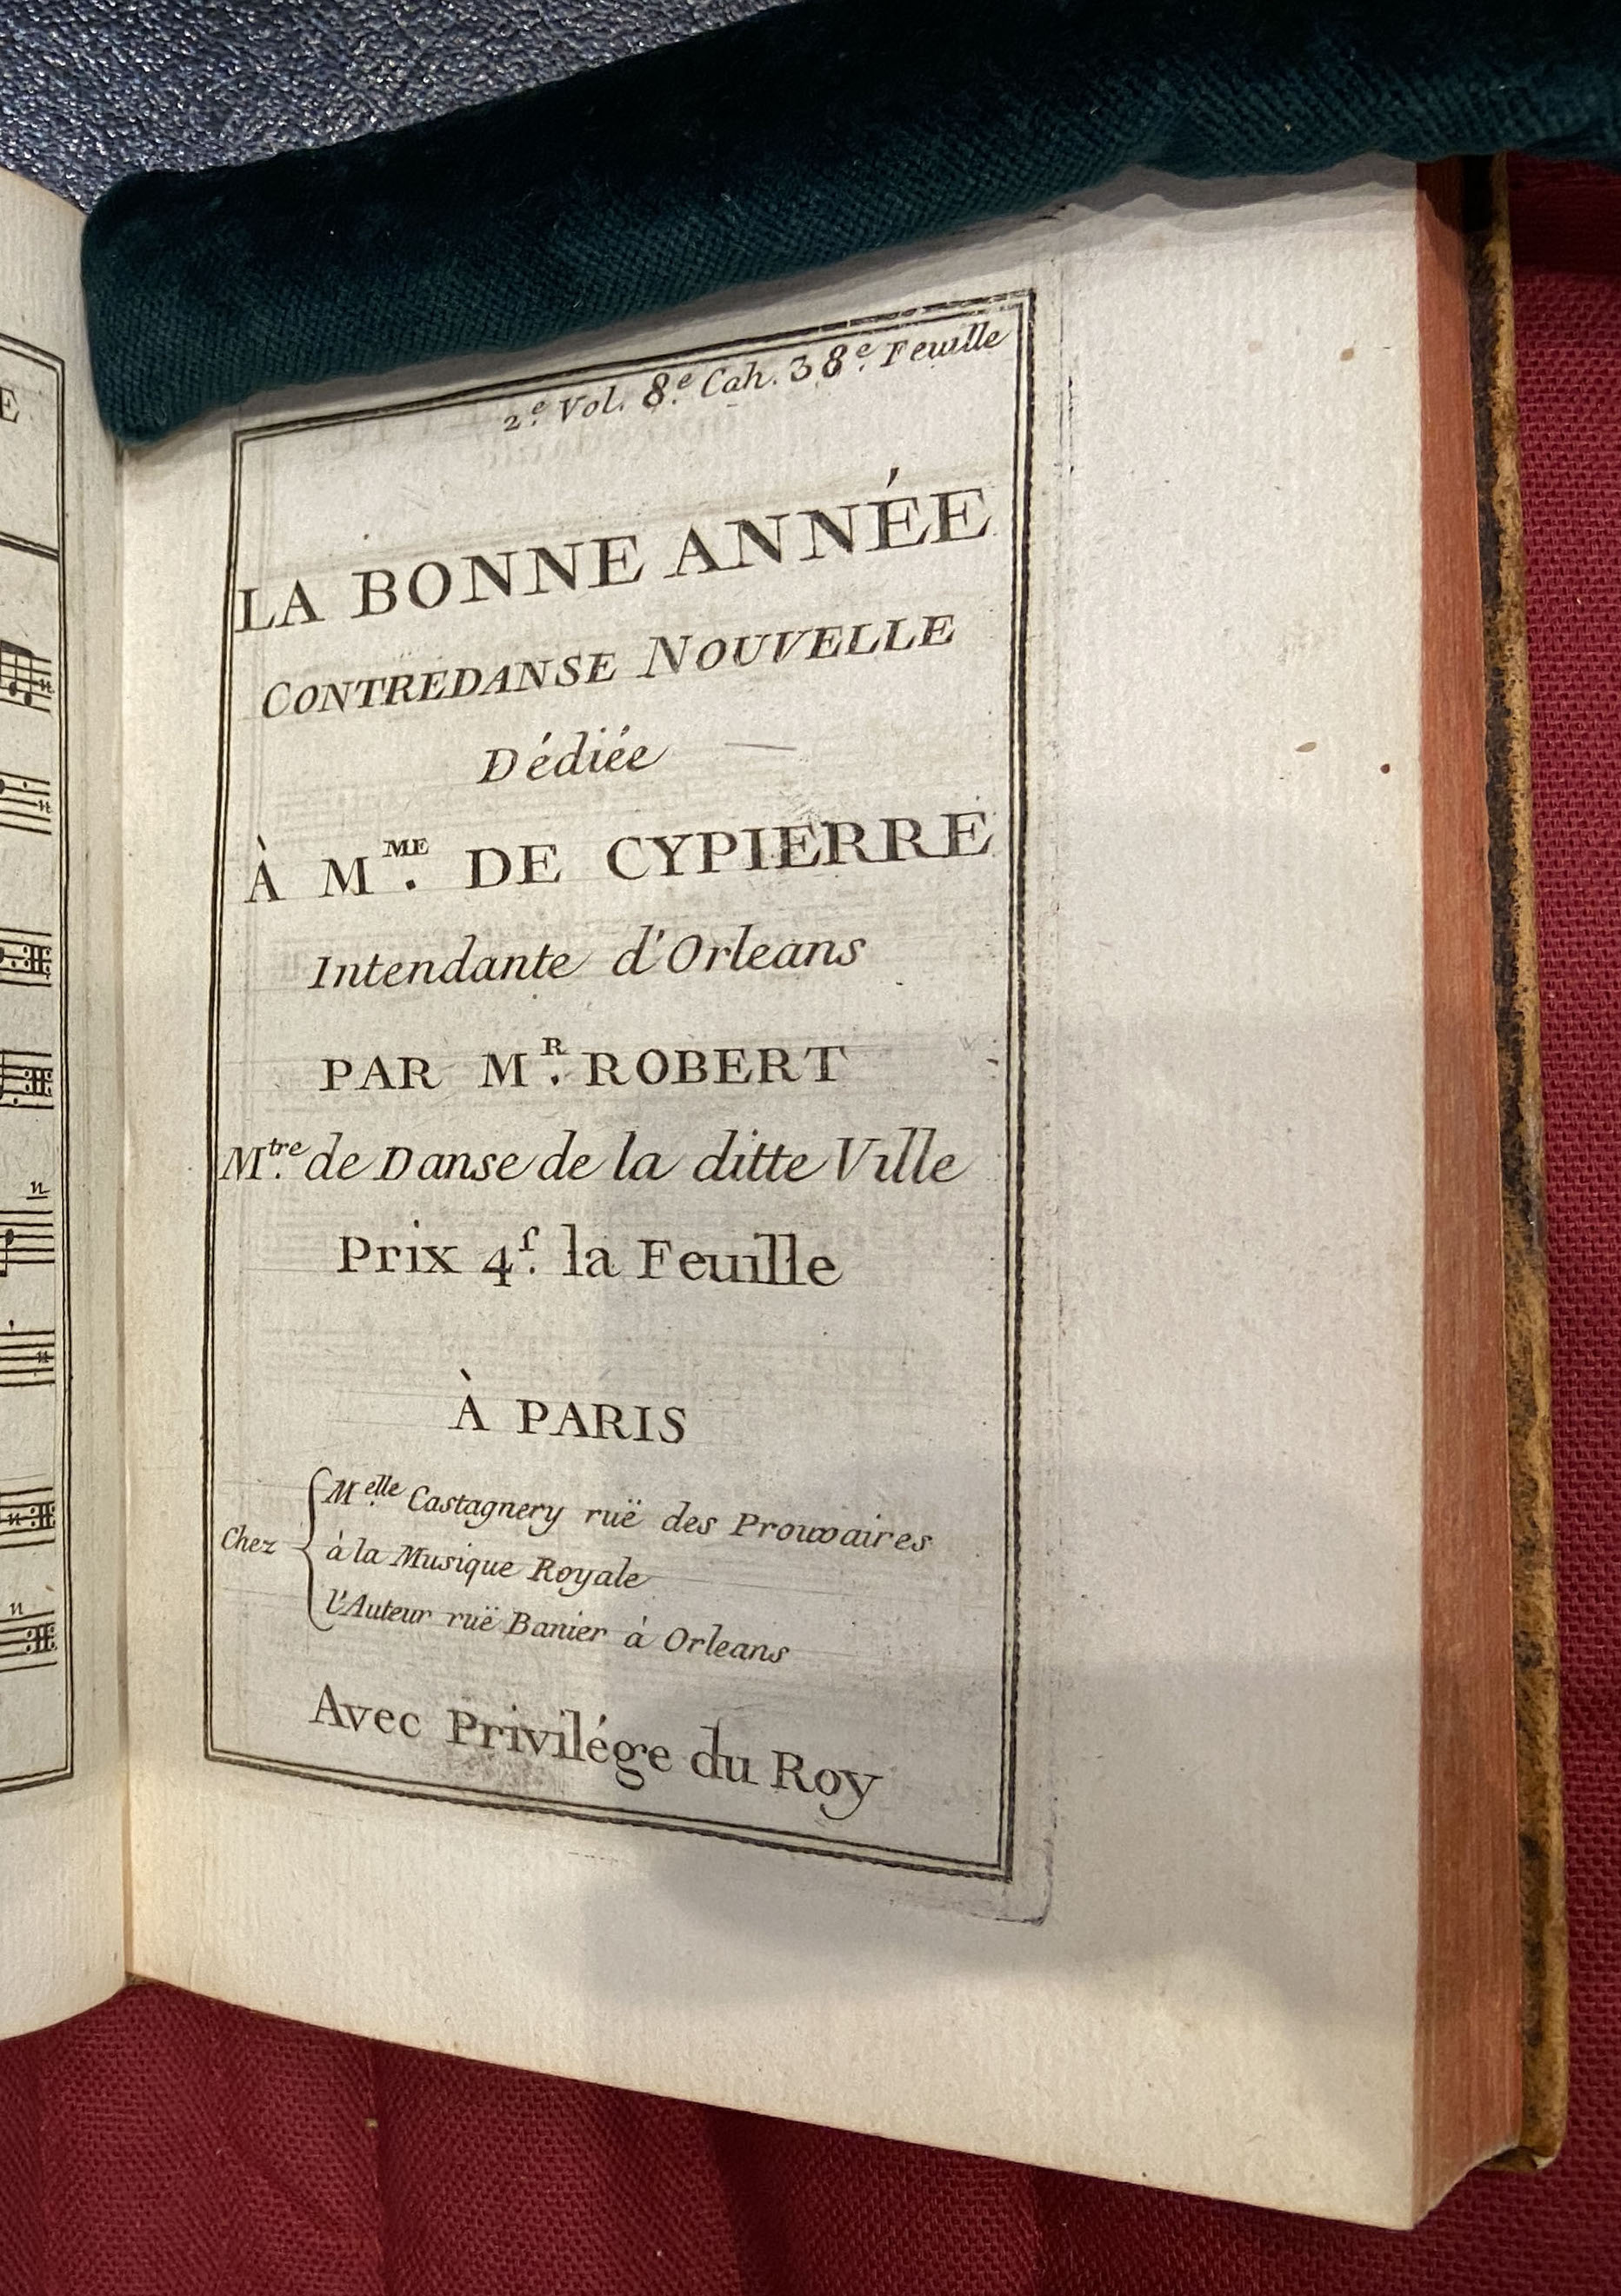 E
2.e Vol. 8.e Cah. 38.e Feuille
LA BONNE ANNÉE
CONTREDANSE NOUVELLE
Dédiée
À M.ME DE CYPIERRE
Intendante d'Orleans
PAR M.R ROBERT
M.tre de Danse de la ditte Ville
Prix 4.ſ la Feuille
À PARIS
Chez
M.elle Castagnery ruë des Prouvaires
à la Musique Royale
l'Auteur ruë Banier à Orleans
Avec Privilége du Roy